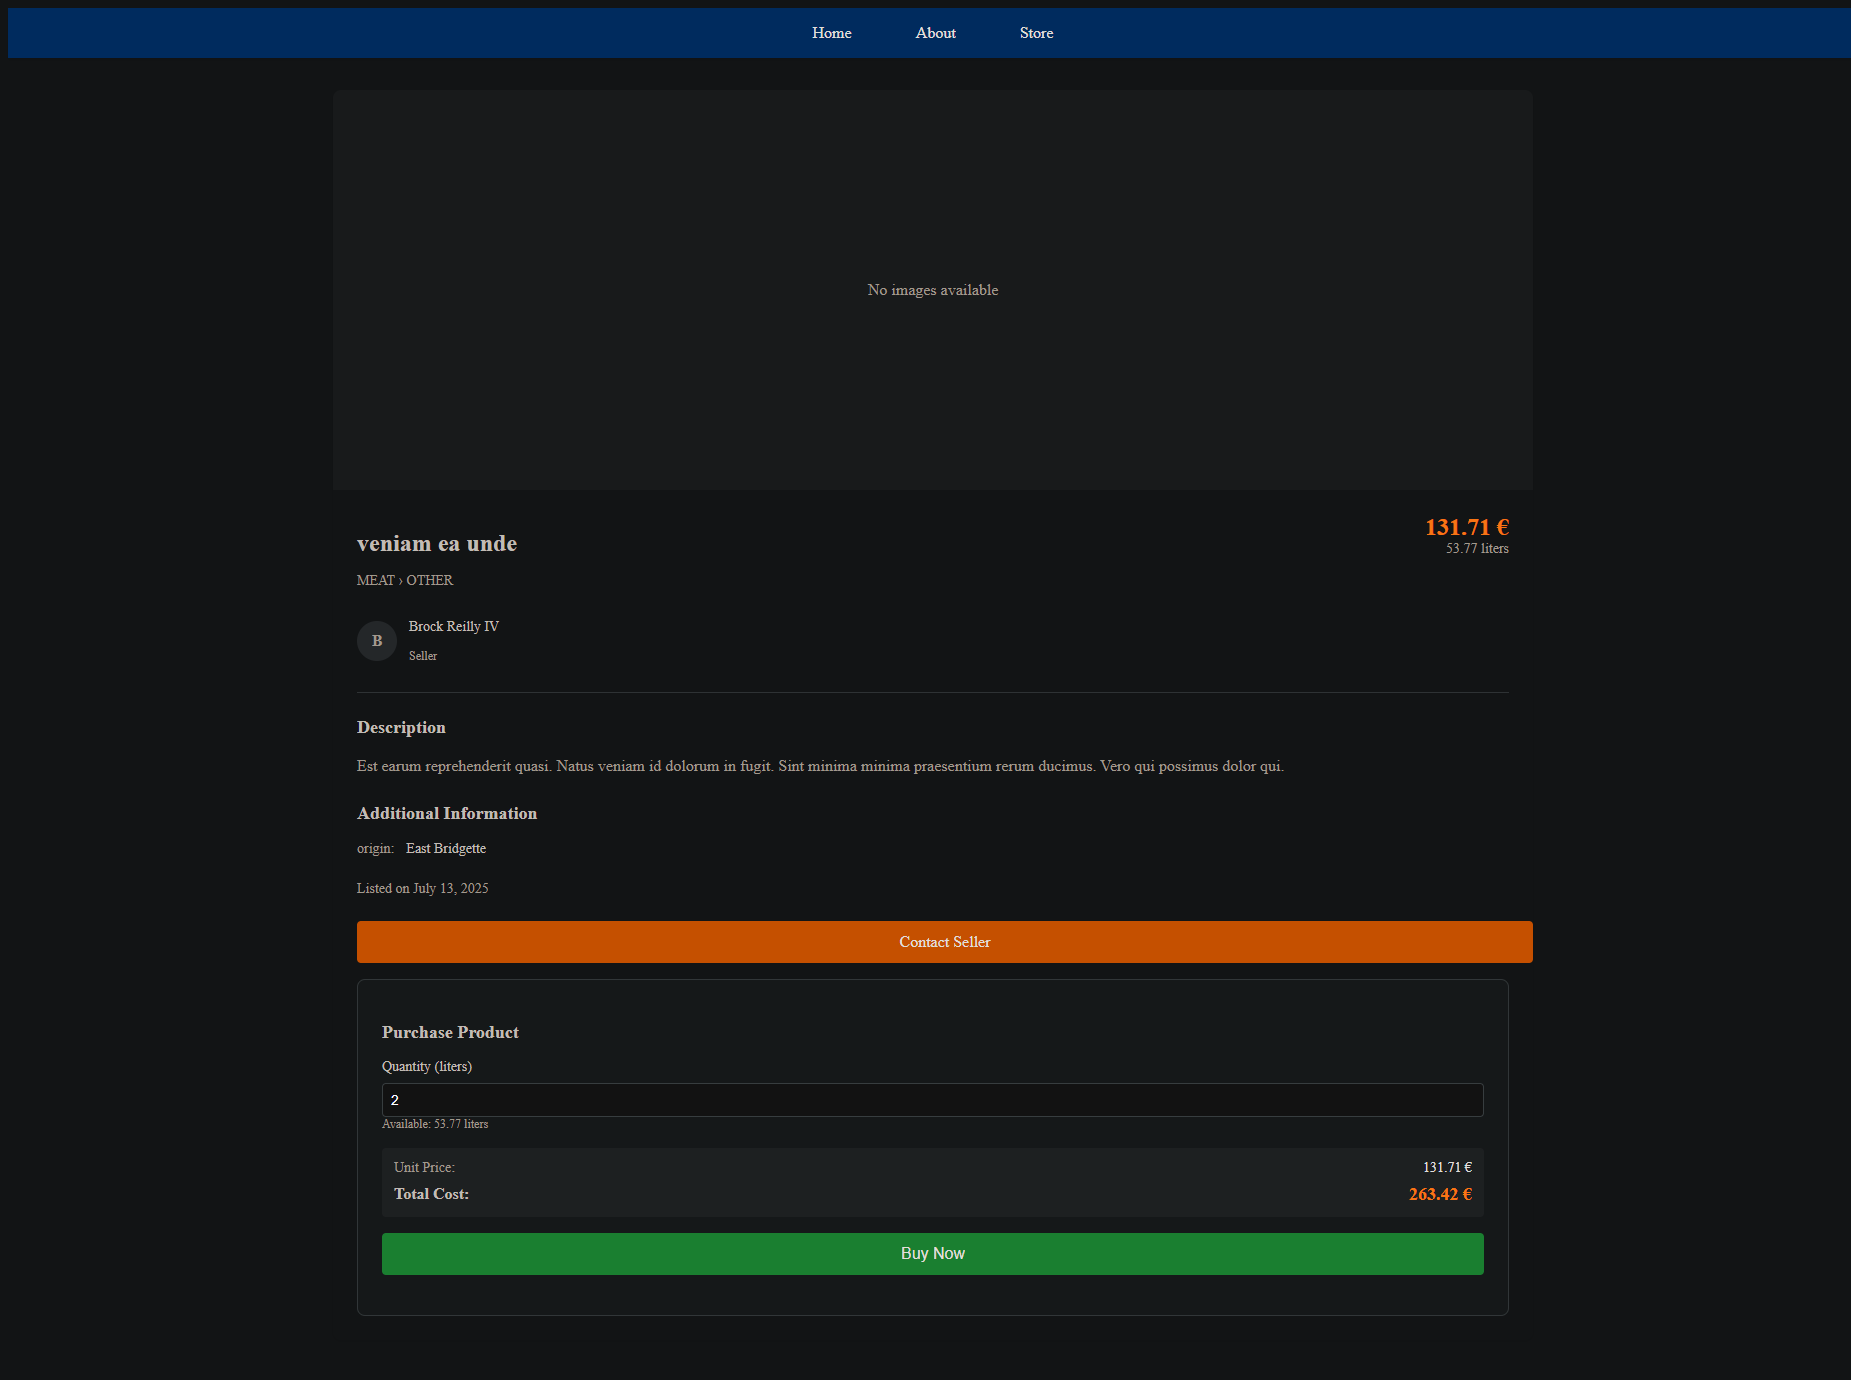 Home About Store
No images available
veniam ea unde
131.71 €
53.77 liters
MEAT › OTHER
B
Brock Reilly IV
Seller
Description
Est earum reprehenderit quasi. Natus veniam id dolorum in fugit. Sint minima minima praesentium rerum ducimus. Vero qui possimus dolor qui.
Additional Information
origin: East Bridgette
Listed on July 13, 2025
Contact Seller
Purchase Product
Quantity (liters)
2
Available: 53.77 liters
Unit Price: 131.71 €
Total Cost: 263.42 €
Buy Now